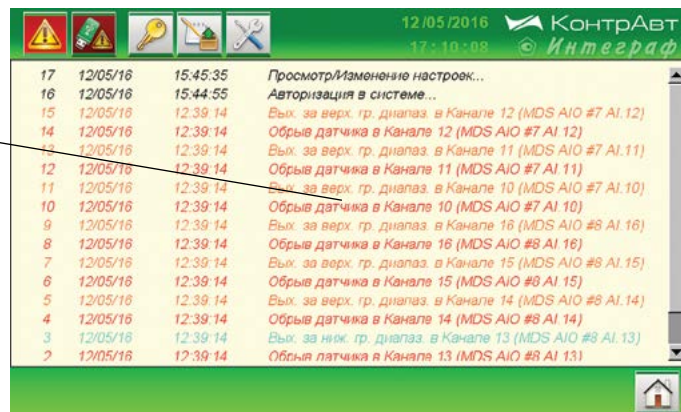 12/05/2016 КонтрАвт
17:10:08 © Интеграф
17 12/05/16 15:45:35 Просмотр/Изменение настроек...
16 12/05/16 15:44:55 Авторизация в системе...
15 12/05/16 12:39:14 Вых. за верх. гр. диапаз. в Канале 12 (MDS AIO #7 AI.12)
14 12/05/16 12:39:14 Обрыв датчика в Канале 12 (MDS AIO #7 AI.12)
13 12/05/16 12:39:14 Вых. за верх. гр. диапаз. в Канале 11 (MDS AIO #7 AI.11)
12 12/05/16 12:39:14 Обрыв датчика в Канале 11 (MDS AIO #7 AI.11)
11 12/05/16 12:39:14 Вых. за верх. гр. диапаз. в Канале 10 (MDS AIO #7 AI.10)
10 12/05/16 12:39:14 Обрыв датчика в Канале 10 (MDS AIO #7 AI.10)
9 12/05/16 12:39:14 Вых. за верх. гр. диапаз. в Канале 16 (MDS AIO #8 AI.16)
8 12/05/16 12:39:14 Обрыв датчика в Канале 16 (MDS AIO #8 AI.16)
7 12/05/16 12:39:14 Вых. за верх. гр. диапаз. в Канале 15 (MDS AIO #8 AI.15)
6 12/05/16 12:39:14 Обрыв датчика в Канале 15 (MDS AIO #8 AI.15)
5 12/05/16 12:39:14 Вых. за верх. гр. диапаз. в Канале 14 (MDS AIO #8 AI.14)
4 12/05/16 12:39:14 Обрыв датчика в Канале 14 (MDS AIO #8 AI.14)
3 12/05/16 12:39:14 Вых. за ниж. гр. диапаз. в Канале 13 (MDS AIO #8 AI.13)
2 12/05/16 12:39:14 Обрыв датчика в Канале 13 (MDS AIO #8 AI.13)